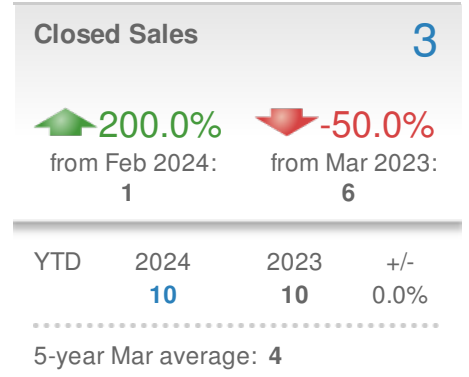 Closed Sales 3
200.0% -50.0%
from Feb 2024: from Mar 2023:
1 6
YTD 2024 2023 +/-
10 10 0.0%
5-year Mar average: 4